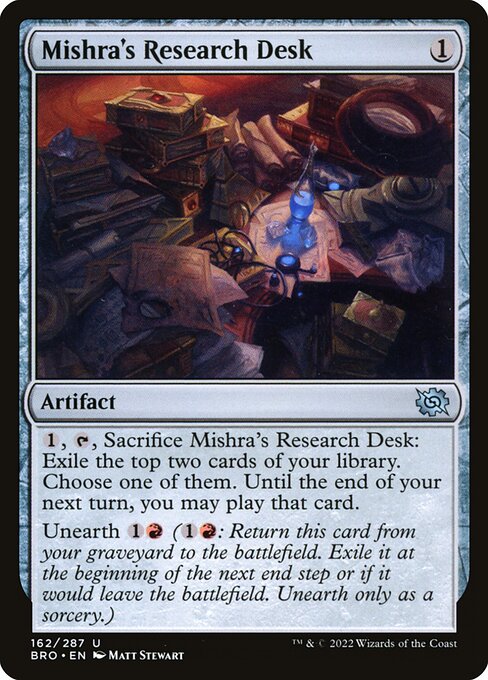 Mishra's Research Desk 1
Artifact
1, T, Sacrifice Mishra's Research Desk:
Exile the top two cards of your library.
Choose one of them. Until the end of your
next turn, you may play that card.
Unearth 1R (1R: Return this card from
your graveyard to the battlefield. Exile it at
the beginning of the next end step or if it
would leave the battlefield. Unearth only as a
sorcery.)
162/287 U
BRO • EN Matt Stewart
™ & © 2022 Wizards of the Coast